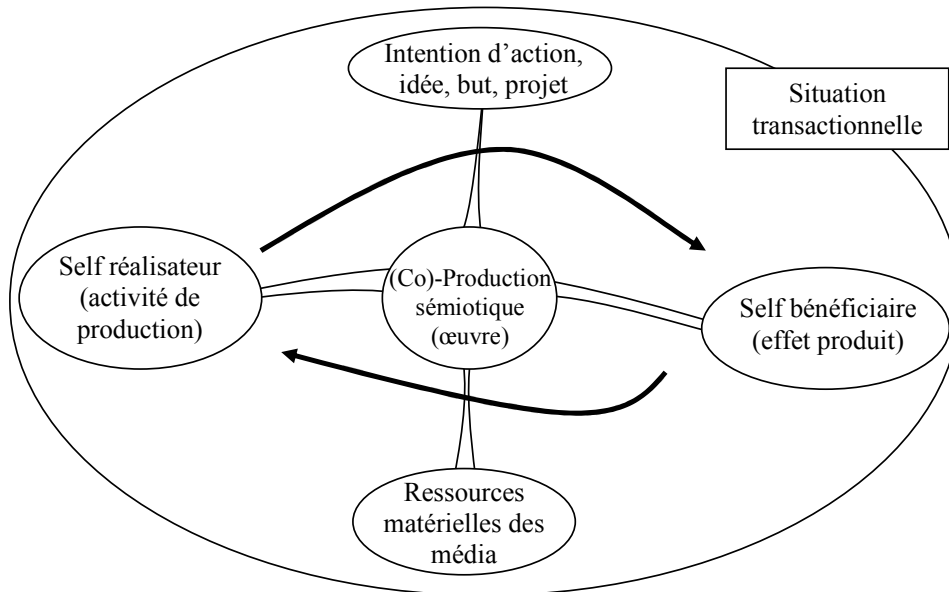 Intention d’action,
idée, but, projet
Situation
transactionnelle
Self réalisateur
(activité de
production)
(Co)-Production
sémiotique
(œuvre)
Self bénéficiaire
(effet produit)
Ressources
matérielles des
média